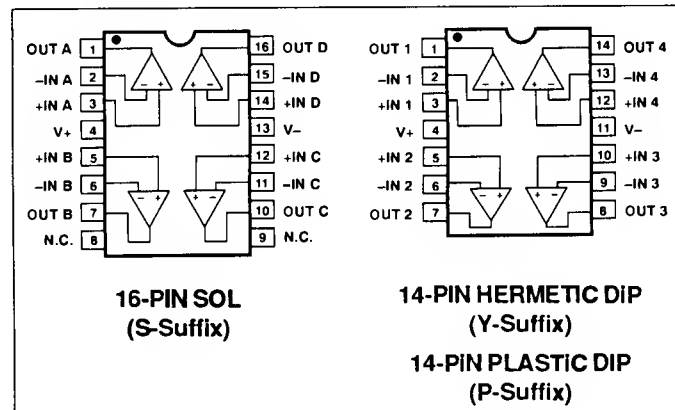 OUT A 1 16 OUT D
–IN A 2 15 –IN D
+IN A 3 14 +IN D
V+ 4 13 V–
+IN B 5 12 +IN C
–IN B 6 11 –IN C
OUT B 7 10 OUT C
N.C. 8 9 N.C.
– + – +
+ – + –
16-PIN SOL
(S-Suffix)
OUT 1 1 14 OUT 4
–IN 1 2 13 –IN 4
+IN 1 3 12 +IN 4
V+ 4 11 V–
+IN 2 5 10 +IN 3
–IN 2 6 9 –IN 3
OUT 2 7 8 OUT 3
– + + –
– + + –
14-PIN HERMETIC DIP
(Y-Suffix)
14-PIN PLASTIC DIP
(P-Suffix)